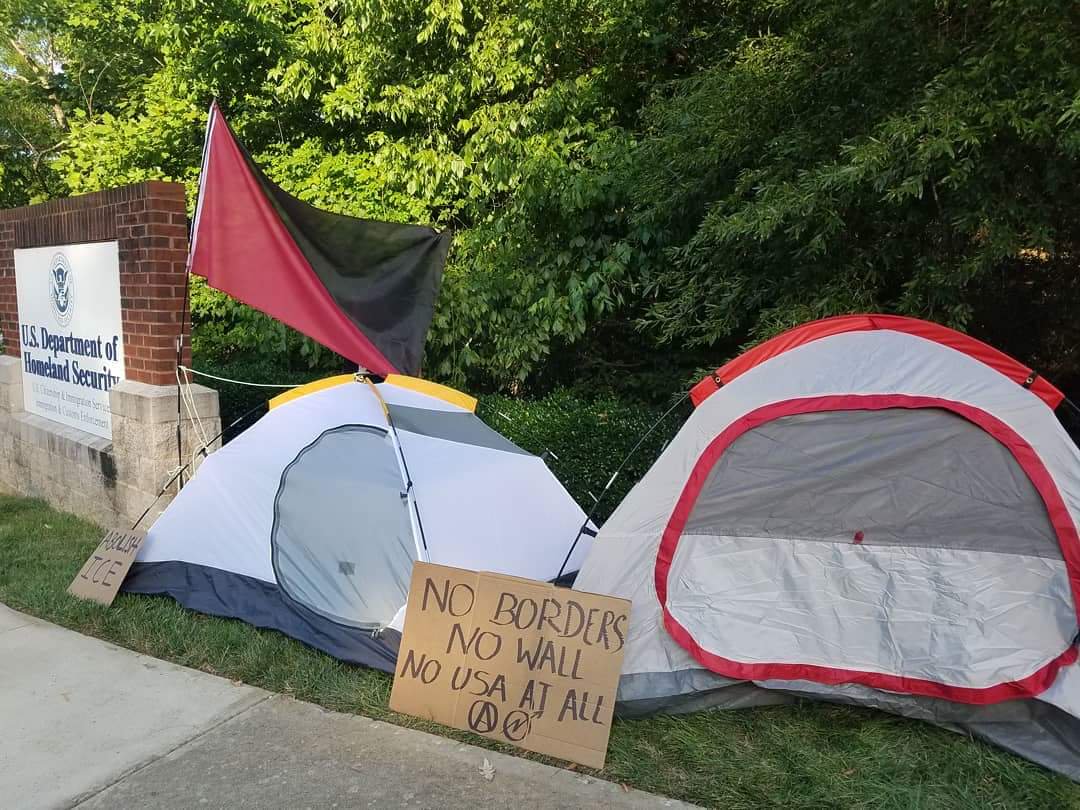 U.S. Department of
Homeland Security
U.S. Citizenship & Immigration Services
Immigration & Customs Enforcement
ABOLISH
ICE
NO BORDERS
NO WALL
NO USA AT ALL